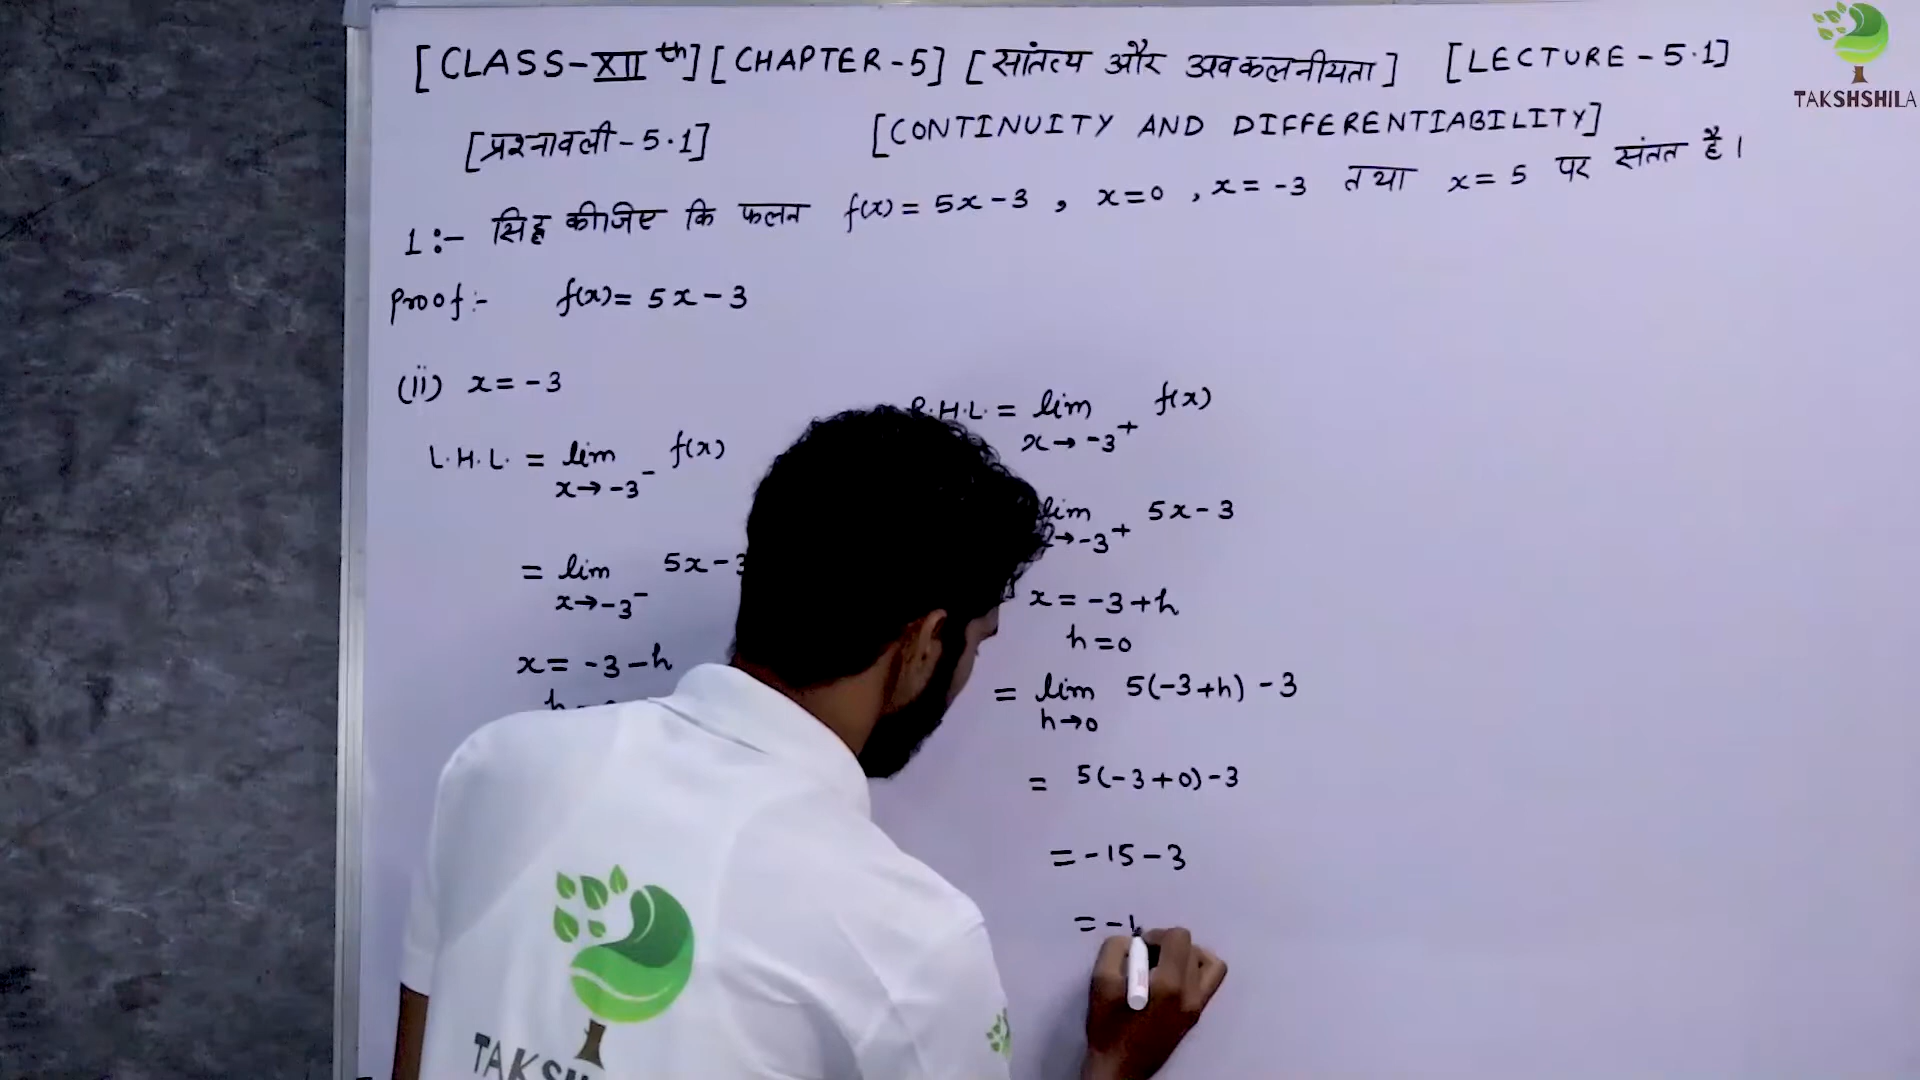 [CLASS-XII th] [CHAPTER-5] [सांतत्य और अवकलनीयता] [LECTURE-5.1]
TAKSHSHILA
[प्रश्नावली-5.1] [CONTINUITY AND DIFFERENTIABILITY]
1:- सिद्ध कीजिए कि फलन f(x) = 5x-3 , x=0 , x= -3 तथा x= 5 पर संतत है।
Proof:- f(x)= 5x-3
(ii) x= -3
L.H.L. = lim f(x)
x→-3⁻
= lim 5x-3
x→-3⁻
x= -3-h
R.H.L. = lim f(x)
x→-3⁺
lim 5x-3
x→-3⁺
x= -3+h
h=0
= lim 5(-3+h) -3
h→0
= 5(-3+0)-3
= -15-3
= -1